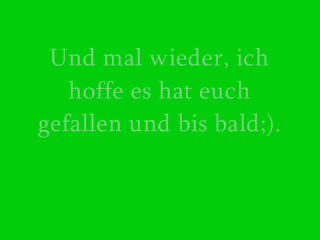 Und mal wieder, ich
hoffe es hat euch
gefallen und bis bald;).